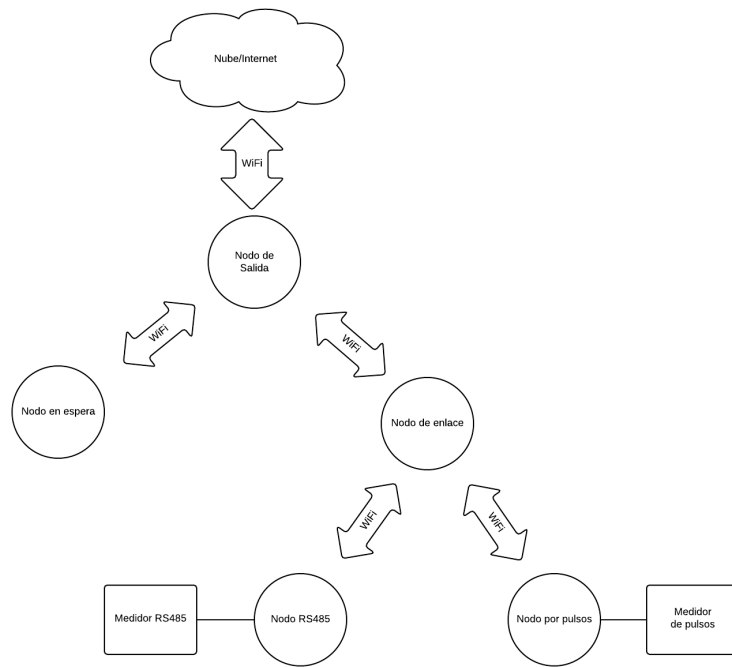 Nube/Internet
WiFi
Nodo de
Salida
WiFi
WiFi
Nodo en espera
Nodo de enlace
WiFi
WiFi
Medidor RS485
Nodo RS485
Nodo por pulsos
Medidor
de pulsos